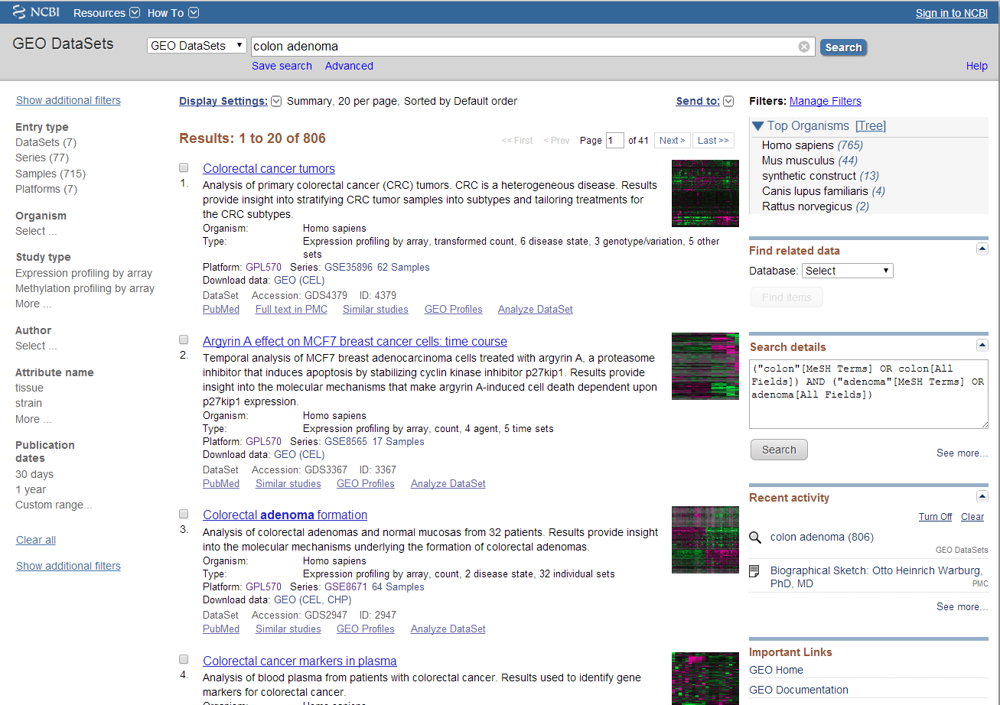 NCBI Resources How To Sign in to NCBI
GEO DataSets GEO DataSets colon adenoma Search
Save search Advanced Help
Show additional filters
Entry type
DataSets (7)
Series (77)
Samples (715)
Platforms (7)
Organism
Select ...
Study type
Expression profiling by array
Methylation profiling by array
More ...
Author
Select ...
Attribute name
tissue
strain
More ...
Publication
dates
30 days
1 year
Custom range...
Clear all
Show additional filters
Display Settings: Summary, 20 per page, Sorted by Default order Send to:
Results: 1 to 20 of 806 << First < Prev Page 1 of 41 Next > Last >>
Colorectal cancer tumors
1. Analysis of primary colorectal cancer (CRC) tumors. CRC is a heterogeneous disease. Results
provide insight into stratifying CRC tumor samples into subtypes and tailoring treatments for
the CRC subtypes.
Organism: Homo sapiens
Type: Expression profiling by array, transformed count, 6 disease state, 3 genotype/variation, 5 other
sets
Platform: GPL570 Series: GSE35896 62 Samples
Download data: GEO (CEL)
DataSet Accession: GDS4379 ID: 4379
PubMed Full text in PMC Similar studies GEO Profiles Analyze DataSet
Argyrin A effect on MCF7 breast cancer cells: time course
2. Temporal analysis of MCF7 breast adenocarcinoma cells treated with argyrin A, a proteasome
inhibitor that induces apoptosis by stabilizing cyclin kinase inhibitor p27kip1. Results provide
insight into the molecular mechanisms that make argyrin A-induced cell death dependent upon
p27kip1 expression.
Organism: Homo sapiens
Type: Expression profiling by array, count, 4 agent, 5 time sets
Platform: GPL570 Series: GSE8565 17 Samples
Download data: GEO (CEL)
DataSet Accession: GDS3367 ID: 3367
PubMed Similar studies GEO Profiles Analyze DataSet
Colorectal adenoma formation
3. Analysis of colorectal adenomas and normal mucosas from 32 patients. Results provide insight
into the molecular mechanisms underlying the formation of colorectal adenomas.
Organism: Homo sapiens
Type: Expression profiling by array, count, 2 disease state, 32 individual sets
Platform: GPL570 Series: GSE8671 64 Samples
Download data: GEO (CEL, CHP)
DataSet Accession: GDS2947 ID: 2947
PubMed Similar studies GEO Profiles Analyze DataSet
Colorectal cancer markers in plasma
4. Analysis of blood plasma from patients with colorectal cancer. Results used to identify gene
markers for colorectal cancer.
Organism: Homo sapiens
Filters: Manage Filters
Top Organisms [Tree]
Homo sapiens (765)
Mus musculus (44)
synthetic construct (13)
Canis lupus familiaris (4)
Rattus norvegicus (2)
Find related data
Database: Select
Find items
Search details
("colon"[MeSH Terms] OR colon[All
Fields]) AND ("adenoma"[MeSH Terms] OR
adenoma[All Fields])
Search See more...
Recent activity
Turn Off Clear
colon adenoma (806)
GEO DataSets
Biographical Sketch: Otto Heinrich Warburg,
PhD, MD PMC
See more...
Important Links
GEO Home
GEO Documentation